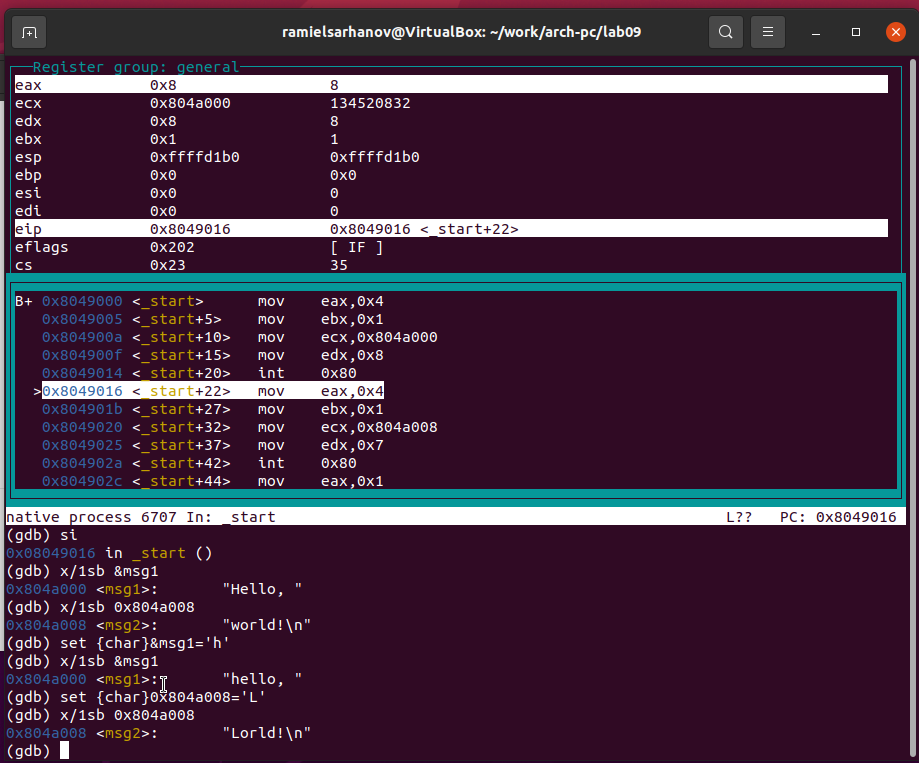 ramielsarhanov@VirtualBox: ~/work/arch-pc/lab09
Register group: general
eax 0x8 8
ecx 0x804a000 134520832
edx 0x8 8
ebx 0x1 1
esp 0xffffd1b0 0xffffd1b0
ebp 0x0 0x0
esi 0x0 0
edi 0x0 0
eip 0x8049016 0x8049016 <_start+22>
eflags 0x202 [ IF ]
cs 0x23 35
B+ 0x8049000 <_start> mov eax,0x4
0x8049005 <_start+5> mov ebx,0x1
0x804900a <_start+10> mov ecx,0x804a000
0x804900f <_start+15> mov edx,0x8
0x8049014 <_start+20> int 0x80
>0x8049016 <_start+22> mov eax,0x4
0x804901b <_start+27> mov ebx,0x1
0x8049020 <_start+32> mov ecx,0x804a008
0x8049025 <_start+37> mov edx,0x7
0x804902a <_start+42> int 0x80
0x804902c <_start+44> mov eax,0x1
native process 6707 In: _start L?? PC: 0x8049016
(gdb) si
0x08049016 in _start ()
(gdb) x/1sb &msg1
0x804a000 <msg1>: "Hello, "
(gdb) x/1sb 0x804a008
0x804a008 <msg2>: "world!\n"
(gdb) set {char}&msg1='h'
(gdb) x/1sb &msg1
0x804a000 <msg1>: "hello, "
(gdb) set {char}0x804a008='L'
(gdb) x/1sb 0x804a008
0x804a008 <msg2>: "Lorld!\n"
(gdb)